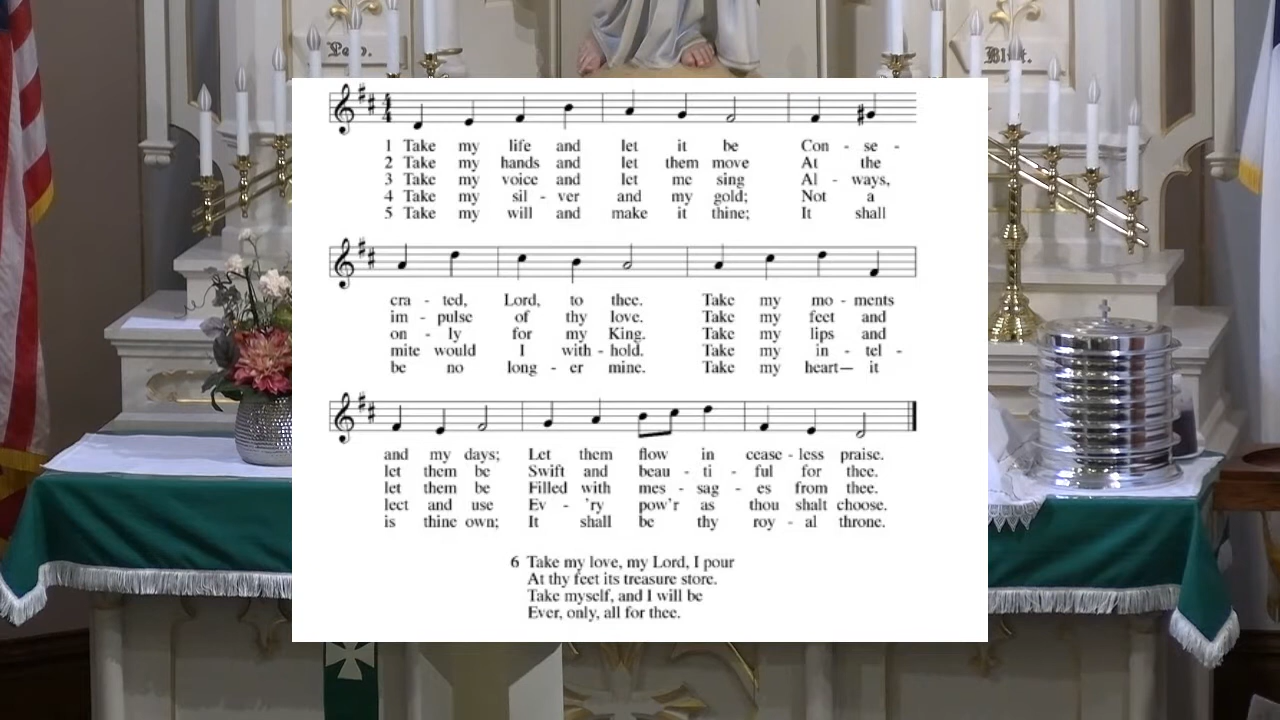 1 Take my life and let it be Con - se -
2 Take my hands and let them move At the
3 Take my voice and let me sing Al - ways,
4 Take my sil - ver and my gold; Not a
5 Take my will and make it thine; It shall
cra - ted, Lord, to thee. Take my mo - ments
im - pulse of thy love. Take my feet and
on - ly for my King. Take my lips and
mite would I with - hold. Take my in - tel -
be no long - er mine. Take my heart— it
and my days; Let them flow in cease - less praise.
let them be Swift and beau - ti - ful for thee.
let them be Filled with mes - sag - es from thee.
lect and use Ev - 'ry pow'r as thou shalt choose.
is thine own; It shall be thy roy - al throne.
6 Take my love, my Lord, I pour
At thy feet its treasure store.
Take myself, and I will be
Ever, only, all for thee.